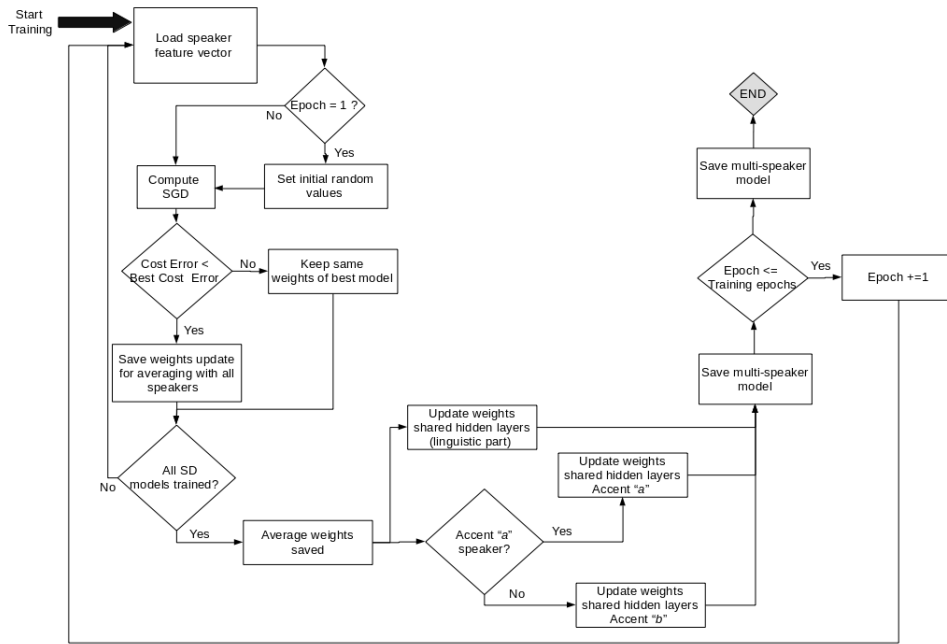 Start
Training
Load speaker
feature vector
Epoch = 1 ?
No
Yes
Compute
SGD
Set initial random
values
Cost Error <
Best Cost  Error
No
Keep same
weights of best model
Yes
Save weights update
for averaging with all
speakers
All SD
models trained?
No
Yes
Average weights
saved
Update weights
shared hidden layers
(linguistic part)
Accent “a”
speaker?
Yes
Update weights
shared hidden layers
Accent “a”
No
Update weights
shared hidden layers
Accent “b”
Save multi-speaker
model
Epoch <=
Training epochs
Yes
Epoch +=1
Save multi-speaker
model
END